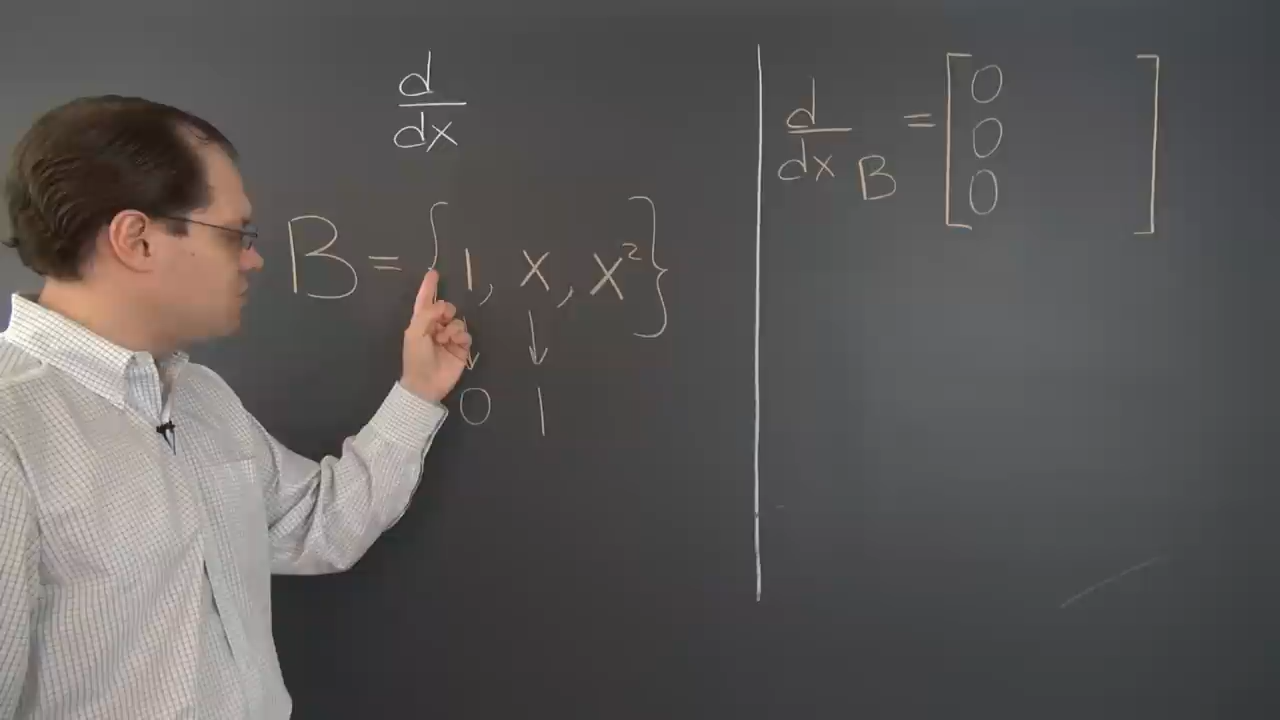 d
dx
B = { 1, x, x² }
↓ ↓
0 1
d
dx B = [ 0
0
0 ]